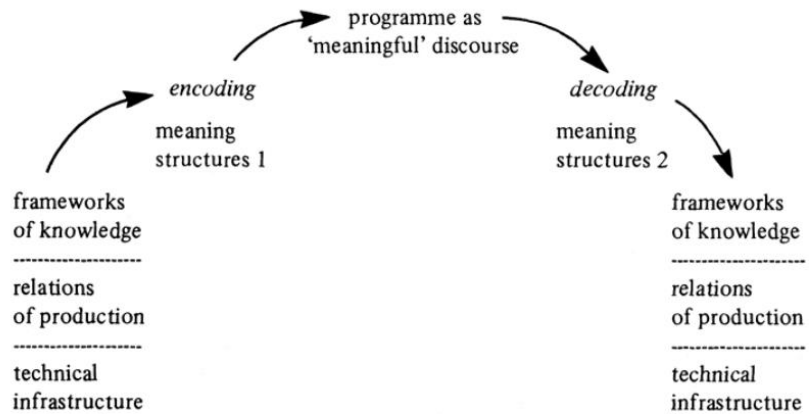 programme as
‘meaningful’ discourse
encoding
meaning
structures 1
decoding
meaning
structures 2
frameworks
of knowledge
relations
of production
technical
infrastructure
frameworks
of knowledge
relations
of production
technical
infrastructure